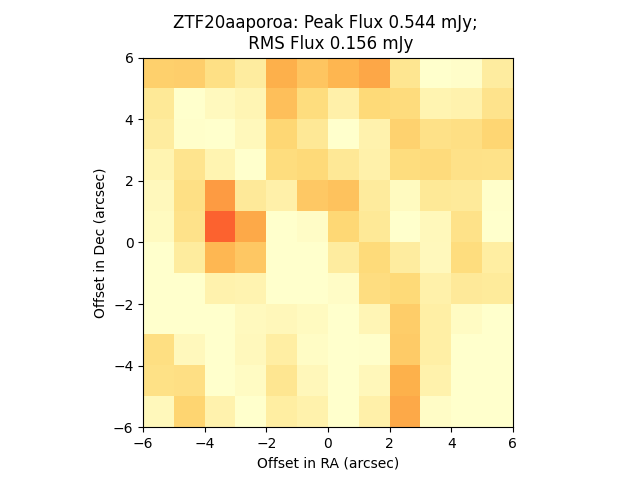 ZTF20aaporoa: Peak Flux 0.544 mJy;
RMS Flux 0.156 mJy
6
4
2
0
−2
−4
−6
Offset in Dec (arcsec)
−6 −4 −2 0 2 4 6
Offset in RA (arcsec)